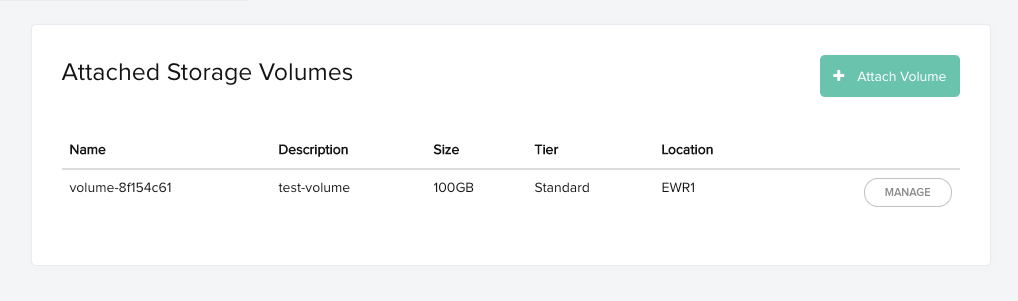 Attached Storage Volumes
+ Attach Volume
Name Description Size Tier Location
volume-8f154c61 test-volume 100GB Standard EWR1 MANAGE